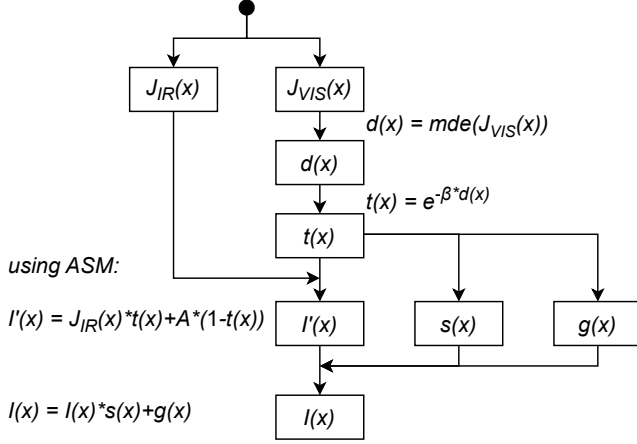 J_IR(x) J_VIS(x)
d(x) = mde(J_VIS(x))
d(x)
t(x) = e^-β*d(x)
t(x)
using ASM:
I'(x) = J_IR(x)*t(x)+A*(1-t(x)) I'(x) s(x) g(x)
I(x) = I(x)*s(x)+g(x) I(x)